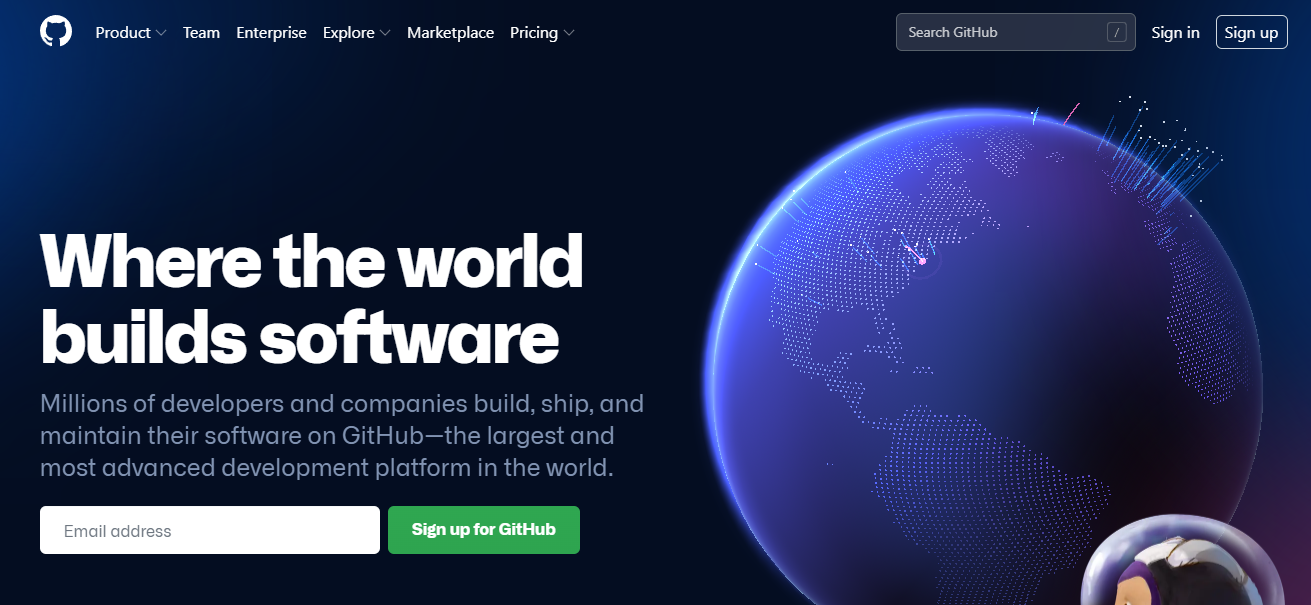 Product Team Enterprise Explore Marketplace Pricing Search GitHub / Sign in Sign up
Where the world
builds software
Millions of developers and companies build, ship, and
maintain their software on GitHub—the largest and
most advanced development platform in the world.
Email address Sign up for GitHub